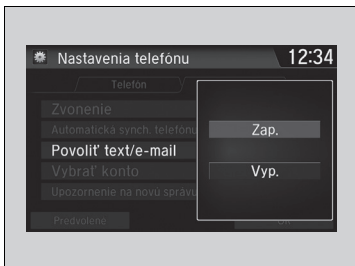 Nastavenia telefónu 12:34
Telefón
Zvonenie
Automatická synch. telefónu
Povoliť text/e-mail
Vybrať konto
Upozornenie na novú správu
Predvolené OK
Zap.
Vyp.